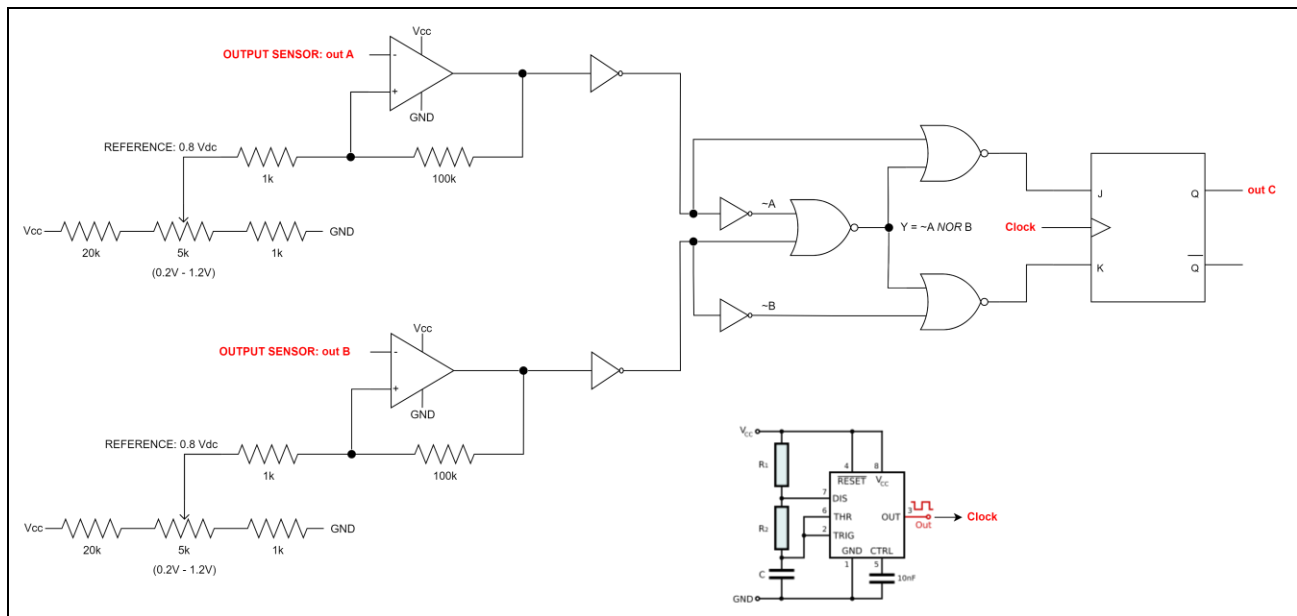 Vcc
OUTPUT SENSOR: out A
-
+
GND
REFERENCE: 0.8 Vdc
1k
100k
Vcc
20k
5k
1k
GND
(0.2V - 1.2V)
~A
Y = ~A NOR B
~B
J
Q
out C
Clock
K
Q
Vcc
OUTPUT SENSOR: out B
-
+
GND
REFERENCE: 0.8 Vdc
1k
100k
Vcc
20k
5k
1k
GND
(0.2V - 1.2V)
VCC
R1
4
8
RESET
VCC
7
DIS
6
THR
R2
2
TRIG
OUT
3
Out
Clock
GND
CTRL
C
1
5
10nF
GND